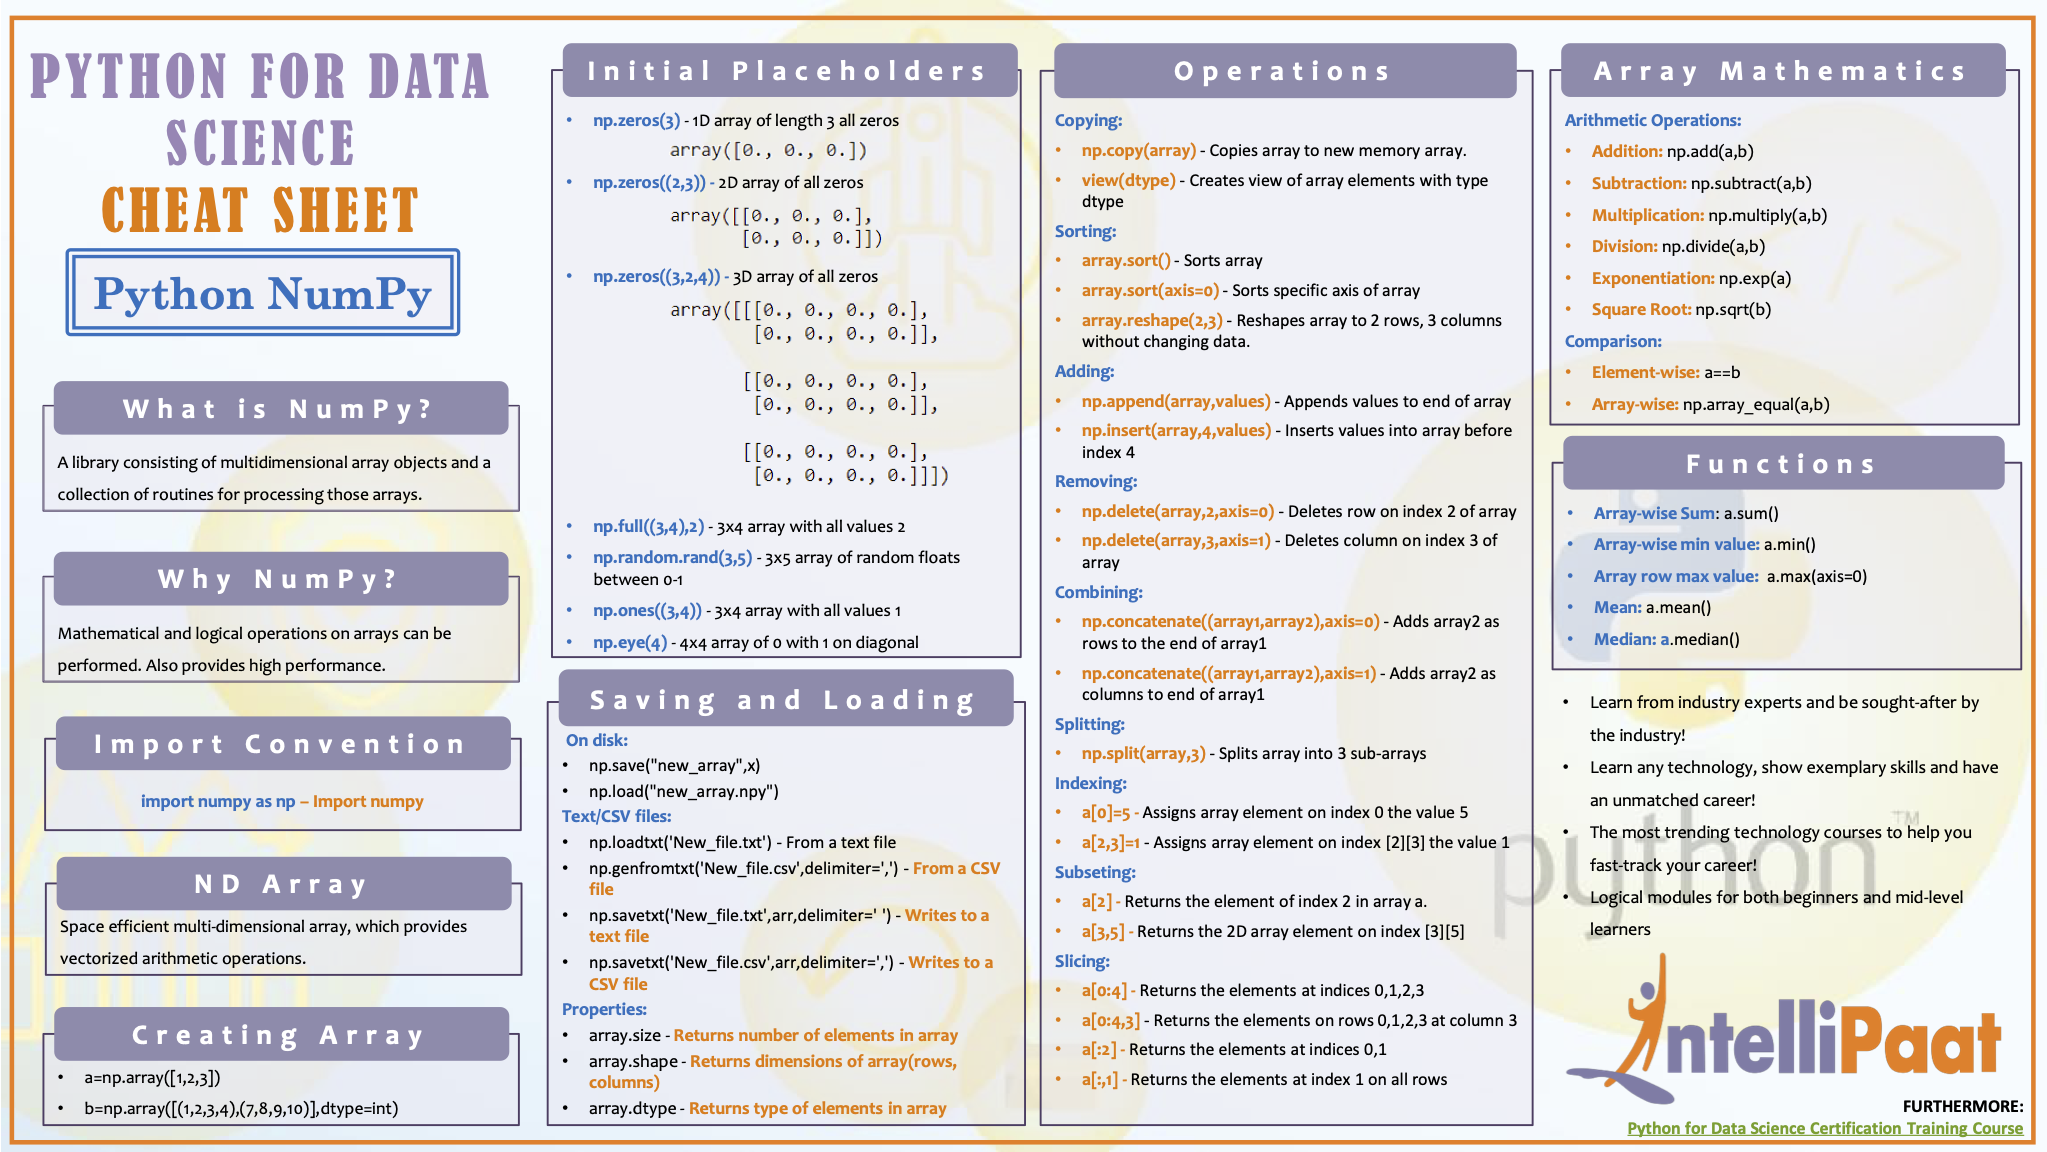 PYTHON FOR DATA
SCIENCE
CHEAT SHEET
Python NumPy
What is NumPy?
A library consisting of multidimensional array objects and a
collection of routines for processing those arrays.
Why NumPy?
Mathematical and logical operations on arrays can be
performed. Also provides high performance.
Import Convention
import numpy as np – Import numpy
ND Array
Space efficient multi-dimensional array, which provides
vectorized arithmetic operations.
Creating Array
• a=np.array([1,2,3])
• b=np.array([(1,2,3,4),(7,8,9,10)],dtype=int)
Initial Placeholders
• np.zeros(3) - 1D array of length 3 all zeros
array([0., 0., 0.])
• np.zeros((2,3)) - 2D array of all zeros
array([[0., 0., 0.],
[0., 0., 0.]])
• np.zeros((3,2,4)) - 3D array of all zeros
array([[[0., 0., 0., 0.],
[0., 0., 0., 0.]],
[[0., 0., 0., 0.],
[0., 0., 0., 0.]],
[[0., 0., 0., 0.],
[0., 0., 0., 0.]]])
• np.full((3,4),2) - 3x4 array with all values 2
• np.random.rand(3,5) - 3x5 array of random floats
between 0-1
• np.ones((3,4)) - 3x4 array with all values 1
• np.eye(4) - 4x4 array of 0 with 1 on diagonal
Saving and Loading
On disk:
• np.save("new_array",x)
• np.load("new_array.npy")
Text/CSV files:
• np.loadtxt('New_file.txt') - From a text file
• np.genfromtxt('New_file.csv',delimiter=',') - From a CSV
file
• np.savetxt('New_file.txt',arr,delimiter=' ') - Writes to a
text file
• np.savetxt('New_file.csv',arr,delimiter=',') - Writes to a
CSV file
Properties:
• array.size - Returns number of elements in array
• array.shape - Returns dimensions of array(rows,
columns)
• array.dtype - Returns type of elements in array
Operations
Copying:
• np.copy(array) - Copies array to new memory array.
• view(dtype) - Creates view of array elements with type
dtype
Sorting:
• array.sort() - Sorts array
• array.sort(axis=0) - Sorts specific axis of array
• array.reshape(2,3) - Reshapes array to 2 rows, 3 columns
without changing data.
Adding:
• np.append(array,values) - Appends values to end of array
• np.insert(array,4,values) - Inserts values into array before
index 4
Removing:
• np.delete(array,2,axis=0) - Deletes row on index 2 of array
• np.delete(array,3,axis=1) - Deletes column on index 3 of
array
Combining:
• np.concatenate((array1,array2),axis=0) - Adds array2 as
rows to the end of array1
• np.concatenate((array1,array2),axis=1) - Adds array2 as
columns to end of array1
Splitting:
• np.split(array,3) - Splits array into 3 sub-arrays
Indexing:
• a[0]=5 - Assigns array element on index 0 the value 5
• a[2,3]=1 - Assigns array element on index [2][3] the value 1
Subseting:
• a[2] - Returns the element of index 2 in array a.
• a[3,5] - Returns the 2D array element on index [3][5]
Slicing:
• a[0:4] - Returns the elements at indices 0,1,2,3
• a[0:4,3] - Returns the elements on rows 0,1,2,3 at column 3
• a[:2] - Returns the elements at indices 0,1
• a[:,1] - Returns the elements at index 1 on all rows
Array Mathematics
Arithmetic Operations:
• Addition: np.add(a,b)
• Subtraction: np.subtract(a,b)
• Multiplication: np.multiply(a,b)
• Division: np.divide(a,b)
• Exponentiation: np.exp(a)
• Square Root: np.sqrt(b)
Comparison:
• Element-wise: a==b
• Array-wise: np.array_equal(a,b)
Functions
• Array-wise Sum: a.sum()
• Array-wise min value: a.min()
• Array row max value: a.max(axis=0)
• Mean: a.mean()
• Median: a.median()
• Learn from industry experts and be sought-after by
the industry!
• Learn any technology, show exemplary skills and have
an unmatched career!
• The most trending technology courses to help you
fast-track your career!
• Logical modules for both beginners and mid-level
learners
python™
IntelliPaat
FURTHERMORE:
Python for Data Science Certification Training Course